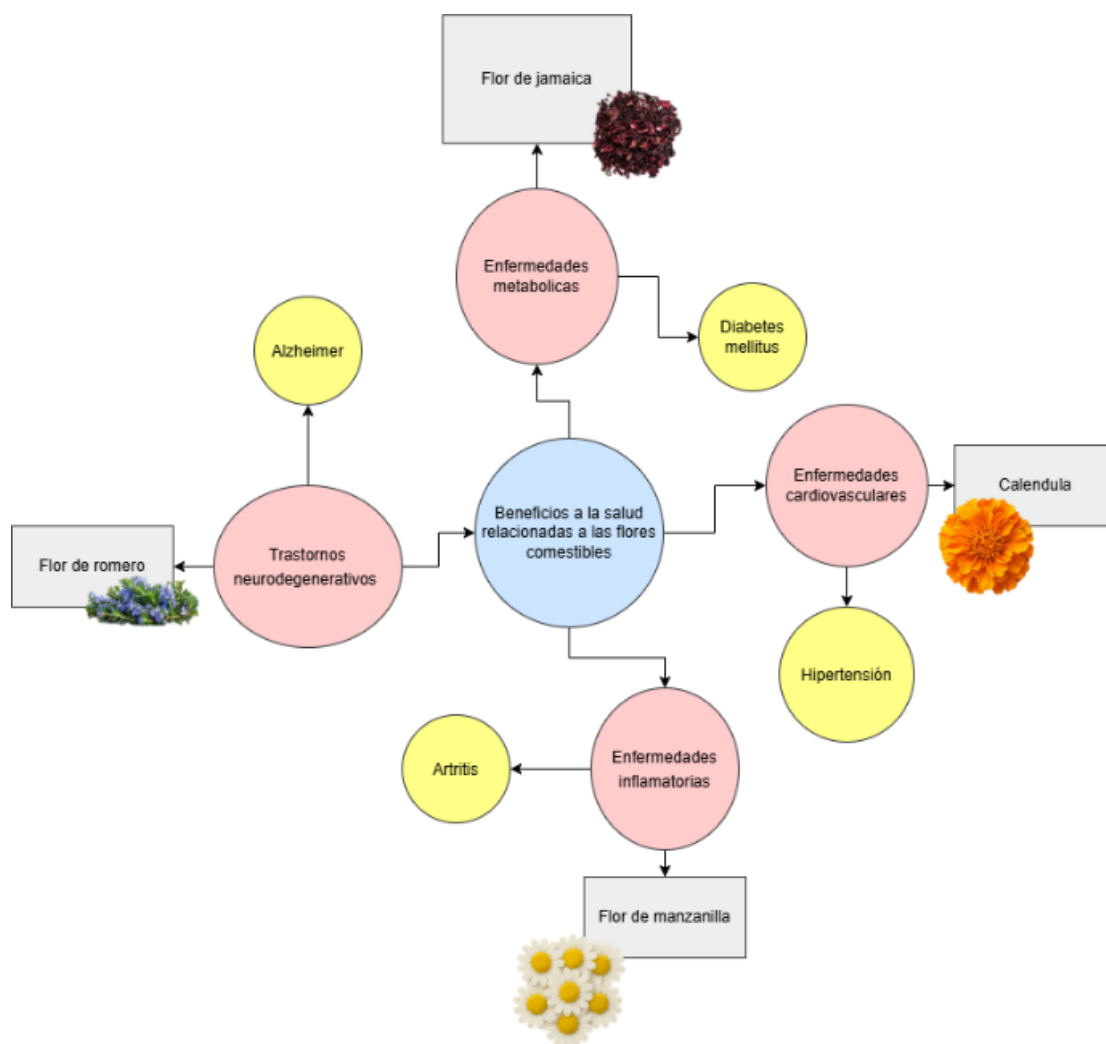 Flor de jamaica
Enfermedades
metabolicas
Diabetes
mellitus
Alzheimer
Enfermedades
cardiovasculares
Calendula
Beneficios a la salud
relacionadas a las flores
comestibles
Trastornos
neurodegenerativos
Flor de romero
Hipertensión
Artritis
Enfermedades
inflamatorias
Flor de manzanilla